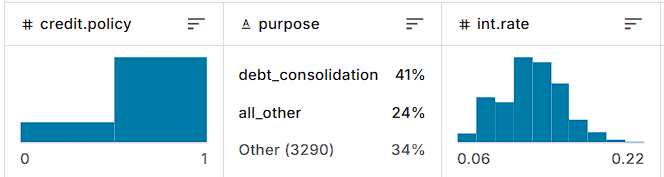 # credit.policy
A purpose
# int.rate
debt_consolidation 41%
all_other 24%
Other (3290) 34%
0 1
0.06 0.22